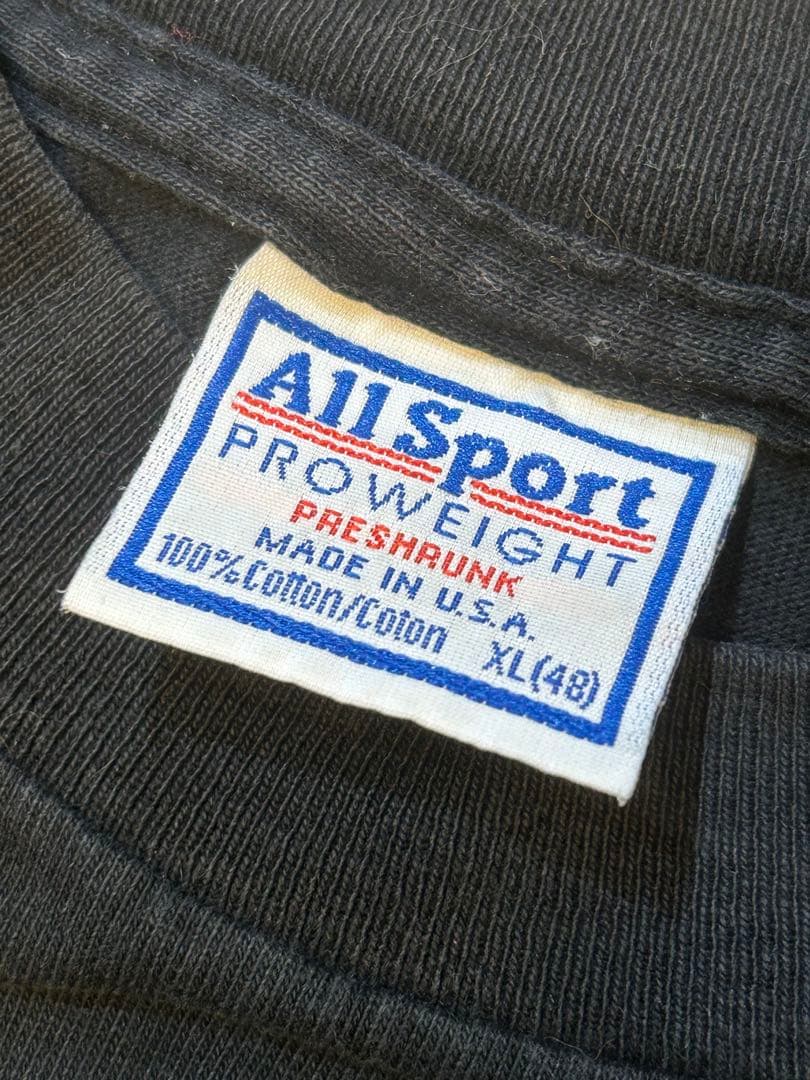 All Sport
PROWEIGHT
PRESHRUNK
MADE IN U.S.A.
100% Cotton/Coton XL(48)